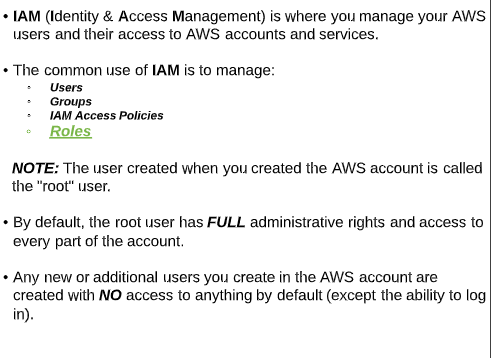 • IAM (Identity & Access Management) is where you manage your AWS
users and their access to AWS accounts and services.
• The common use of IAM is to manage:
◦ Users
◦ Groups
◦ IAM Access Policies
◦ Roles
NOTE: The user created when you created the AWS account is called
the "root" user.
• By default, the root user has FULL administrative rights and access to
every part of the account.
• Any new or additional users you create in the AWS account are
created with NO access to anything by default (except the ability to log
in).